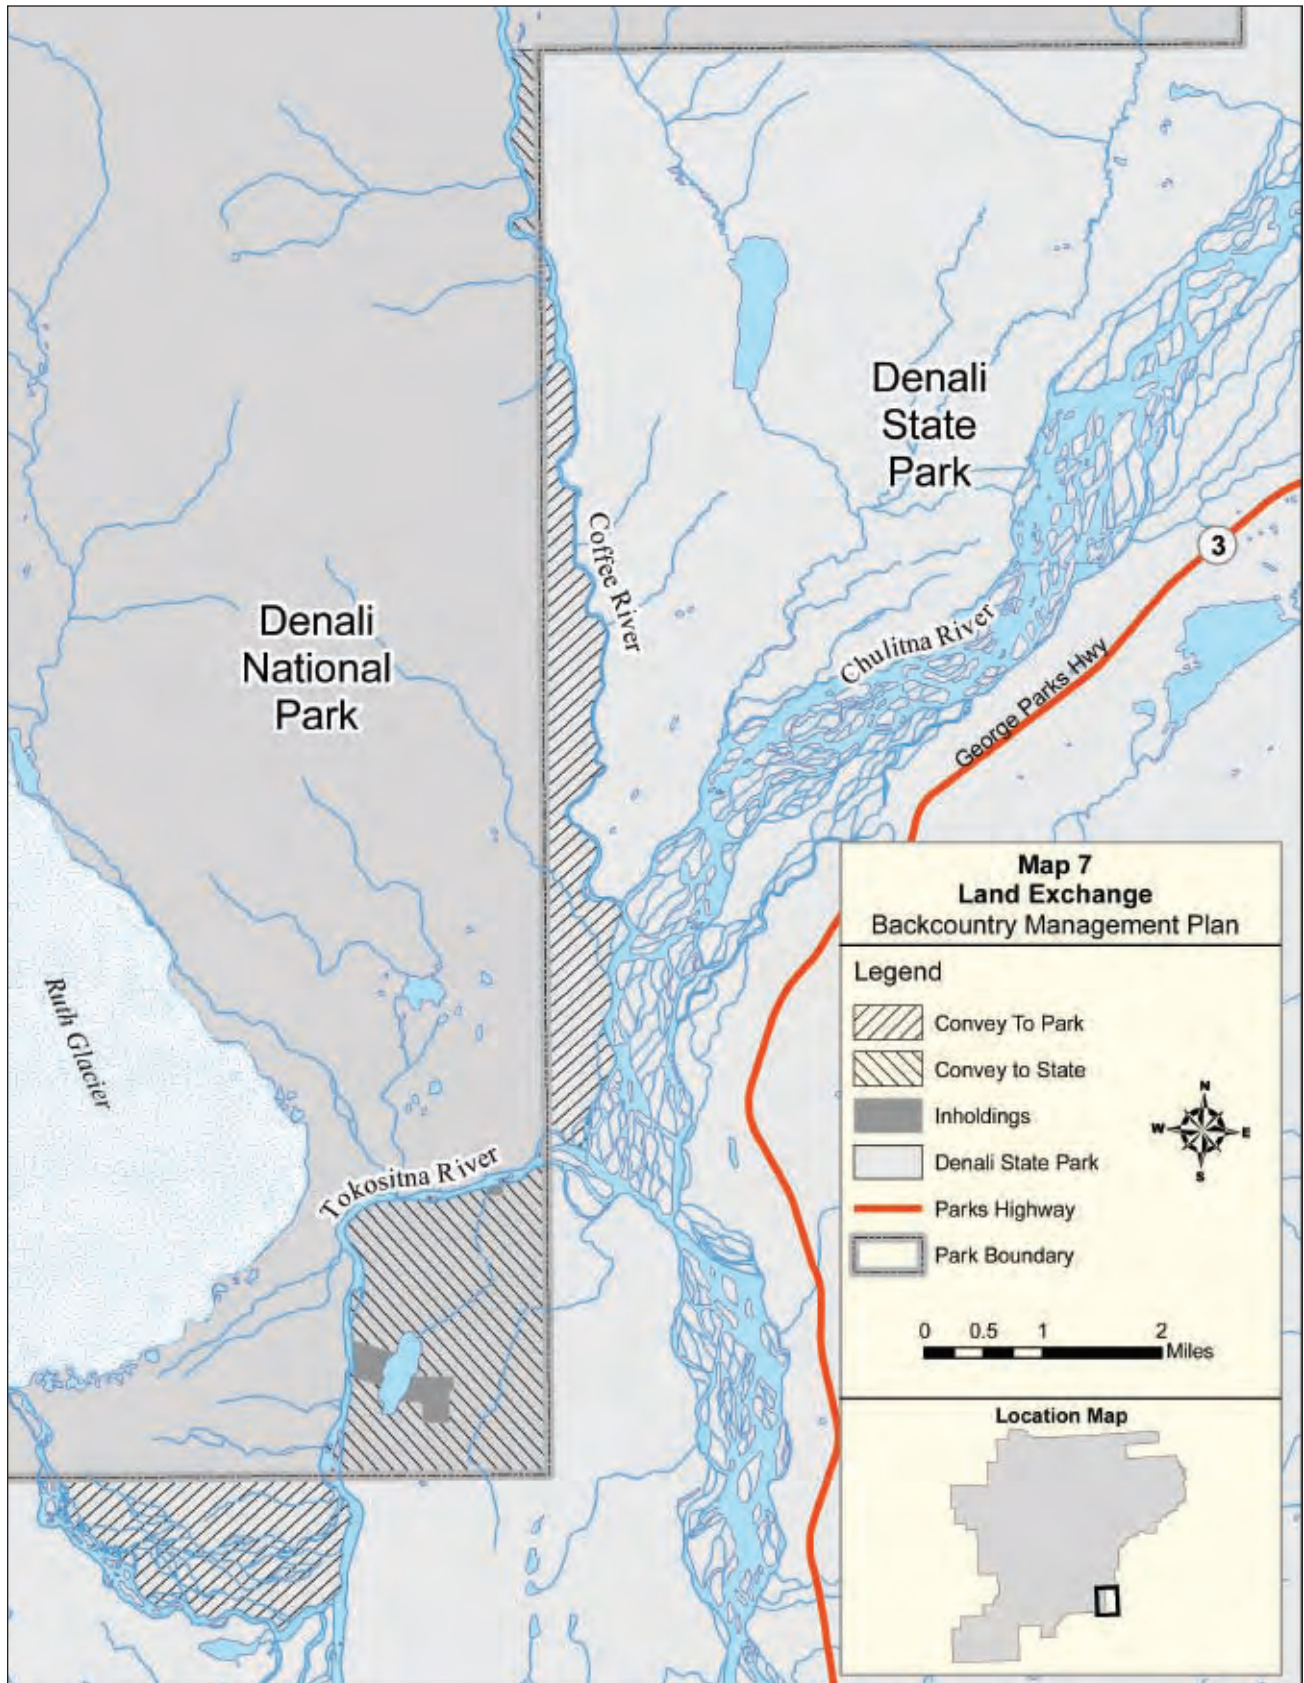 Denali
State
Park
Coffee River
3
Denali
National
Park
Chulitna River
George Parks Hwy
Ruth Glacier
Tokositna River
Map 7
Land Exchange
Backcountry Management Plan
Legend
Convey To Park
Convey to State
Inholdings
Denali State Park
Parks Highway
Park Boundary
N
W E
S
0 0.5 1 2
Miles
Location Map